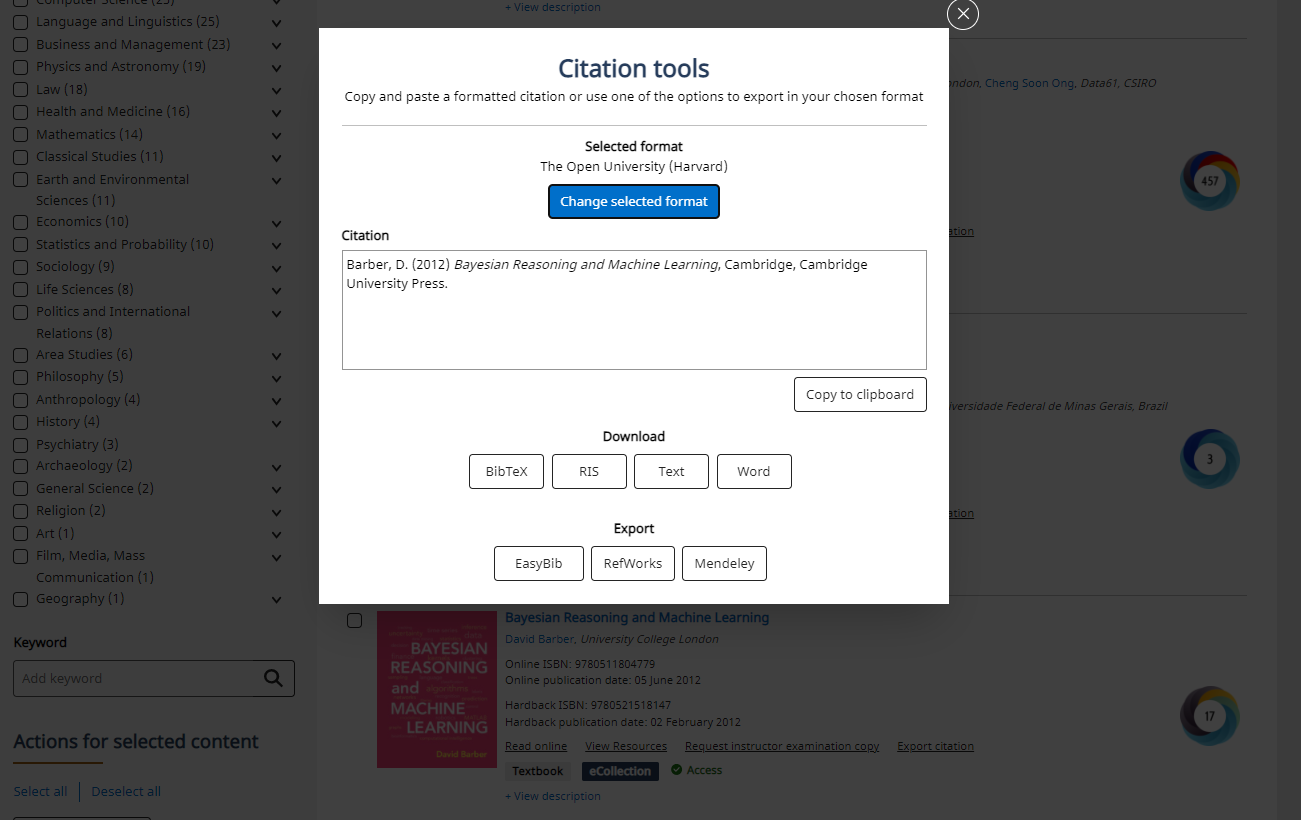 Computer Science (25)
Language and Linguistics (25)
Business and Management (23)
Physics and Astronomy (19)
Law (18)
Health and Medicine (16)
Mathematics (14)
Classical Studies (11)
Earth and Environmental
Sciences (11)
Economics (10)
Statistics and Probability (10)
Sociology (9)
Life Sciences (8)
Politics and International
Relations (8)
Area Studies (6)
Philosophy (5)
Anthropology (4)
History (4)
Psychiatry (3)
Archaeology (2)
General Science (2)
Religion (2)
Art (1)
Film, Media, Mass
Communication (1)
Geography (1)
Keyword
Add keyword
Actions for selected content
Select all
Deselect all
+ View description
Cheng Soon Ong, Data61, CSIRO
457
Federal de Minas Gerais, Brazil
3
Citation tools
Copy and paste a formatted citation or use one of the options to export in your chosen format
Selected format
The Open University (Harvard)
Change selected format
Citation
Barber, D. (2012) Bayesian Reasoning and Machine Learning, Cambridge, Cambridge
University Press.
Copy to clipboard
Download
BibTeX RIS Text Word
Export
EasyBib RefWorks Mendeley
BAYESIAN
REASONING
and
MACHINE
LEARNING
David Barber
Bayesian Reasoning and Machine Learning
David Barber, University College London
Online ISBN: 9780511804779
Online publication date: 05 June 2012
Hardback ISBN: 9780521518147
Hardback publication date: 02 February 2012
17
Read online View Resources Request instructor examination copy Export citation
Textbook eCollection Access
+ View description